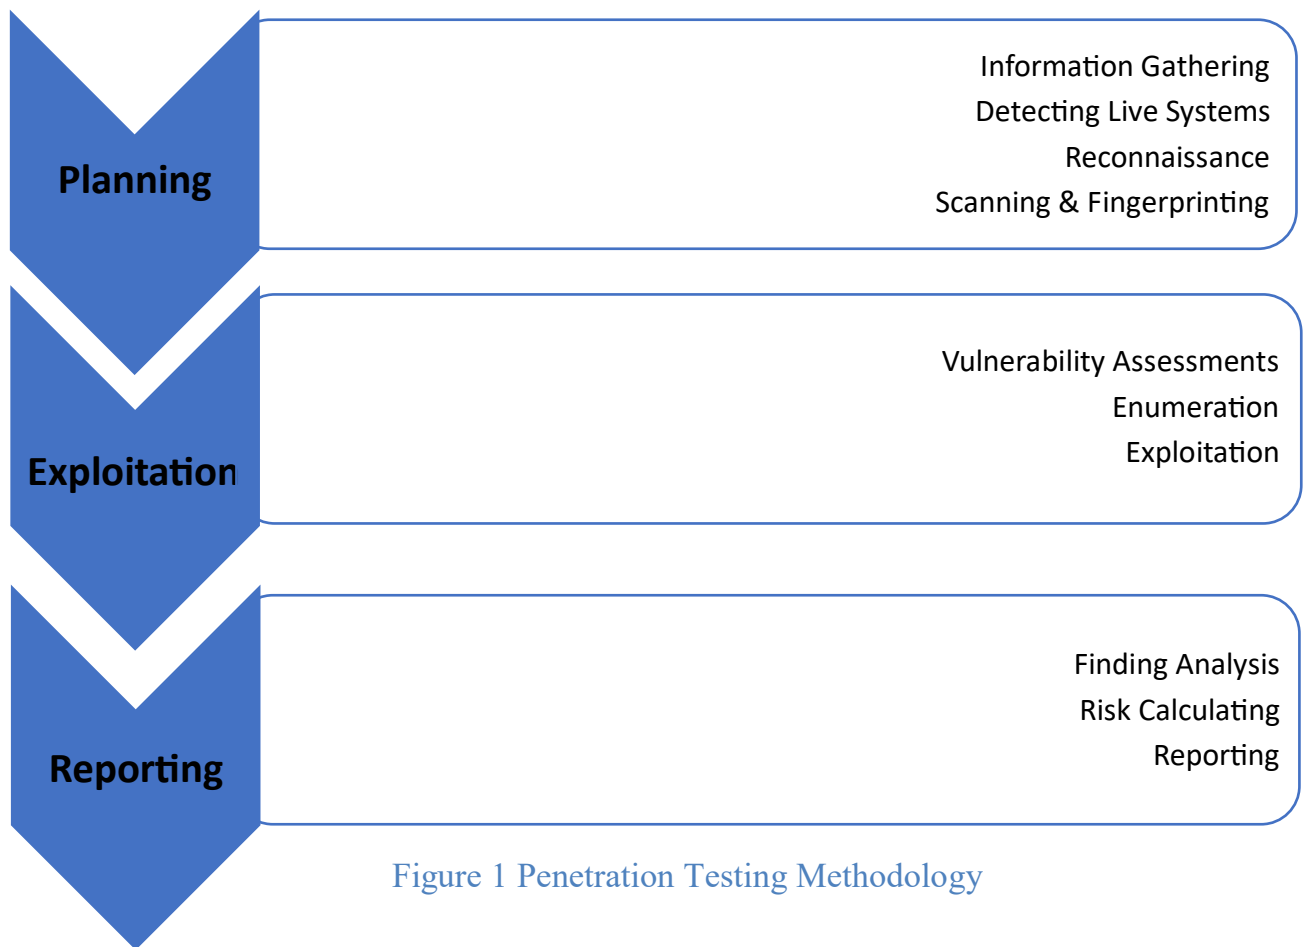 Planning
Information Gathering
Detecting Live Systems
Reconnaissance
Scanning & Fingerprinting
Exploitation
Vulnerability Assessments
Enumeration
Exploitation
Reporting
Finding Analysis
Risk Calculating
Reporting
Figure 1 Penetration Testing Methodology